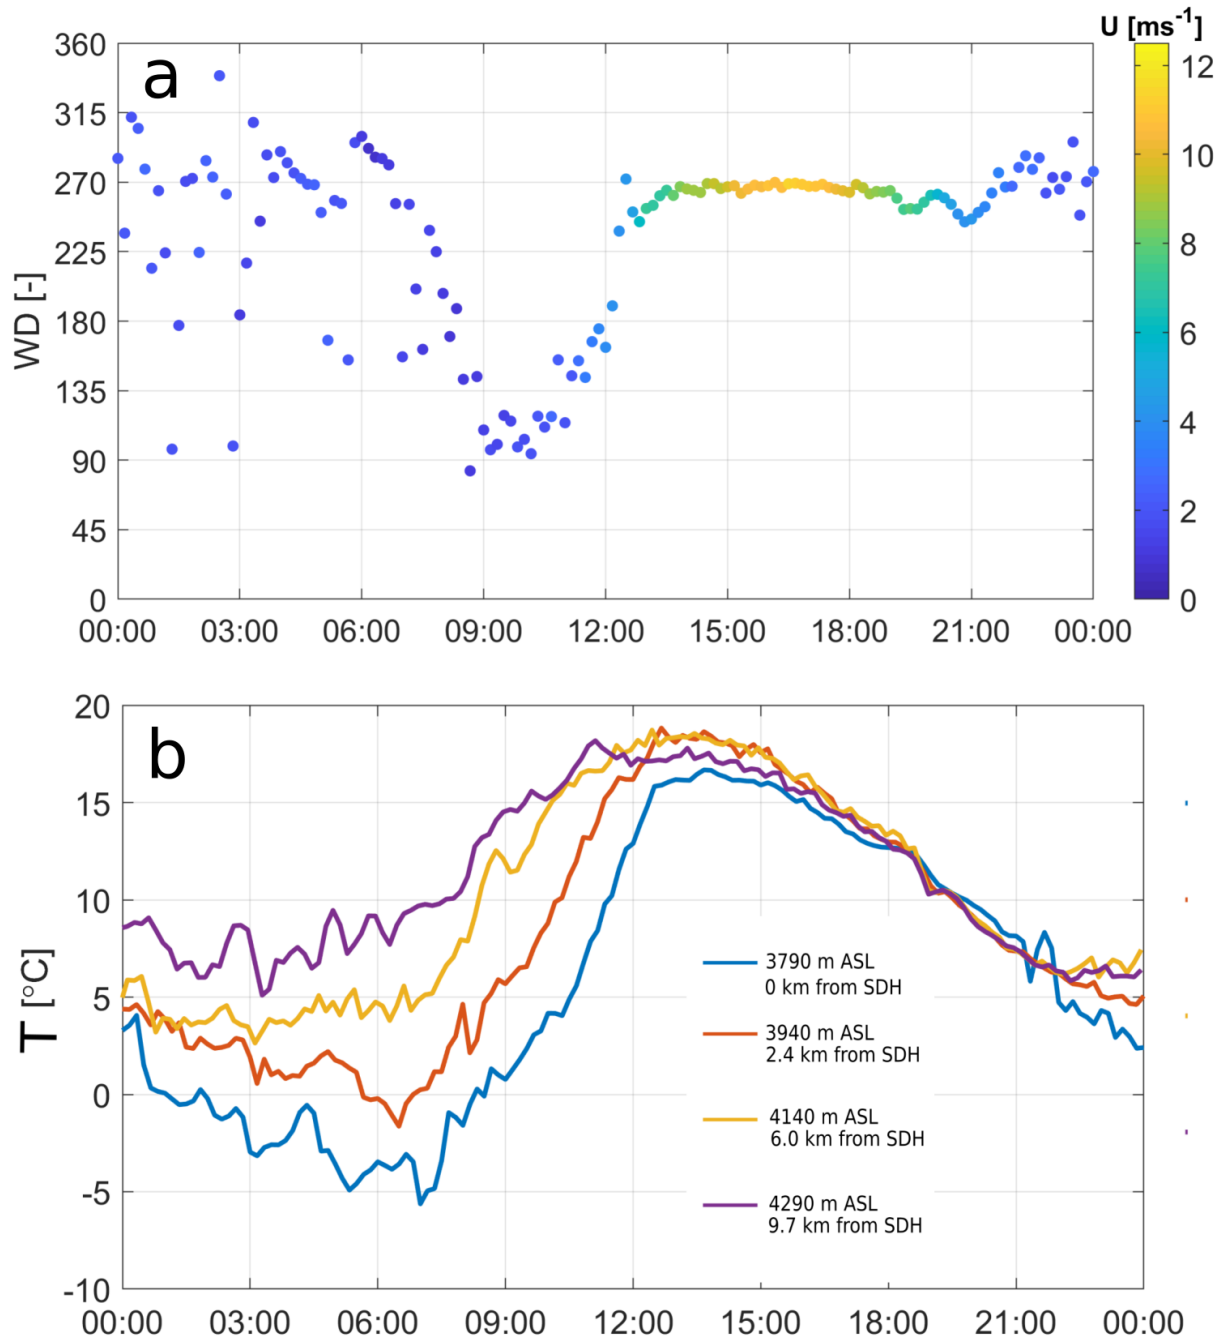 U [ms-1]
a
WD [-]
360
315
270
225
180
135
90
45
0
12
10
8
6
4
2
0
00:00 03:00 06:00 09:00 12:00 15:00 18:00 21:00 00:00
b
T [°C]
20
15
10
5
0
-5
-10
3790 m ASL
0 km from SDH
3940 m ASL
2.4 km from SDH
4140 m ASL
6.0 km from SDH
4290 m ASL
9.7 km from SDH
00:00 03:00 06:00 09:00 12:00 15:00 18:00 21:00 00:00